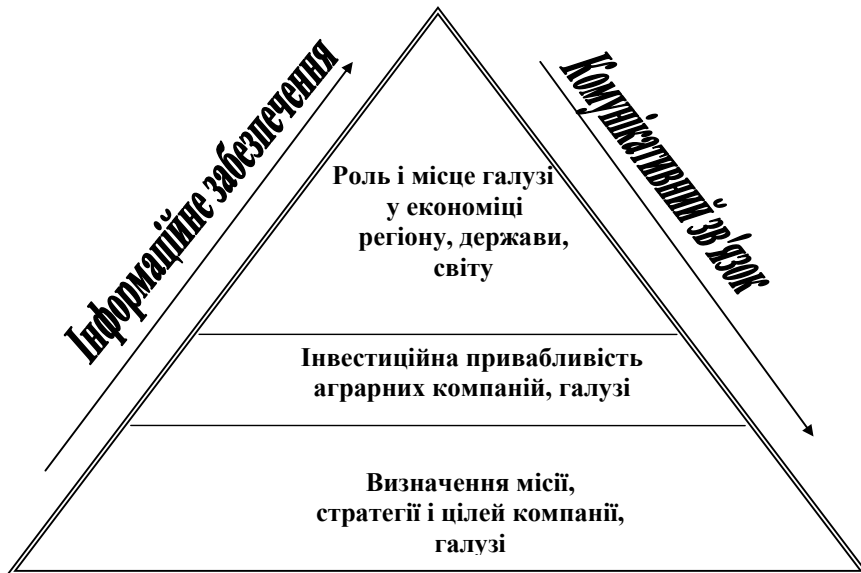 Інформаційне забезпечення
Комунікативний зв'язок
Роль і місце галузі
у економіці
регіону, держави,
світу
Інвестиційна привабливість
аграрних компаній, галузі
Визначення місії,
стратегії і цілей компанії,
галузі